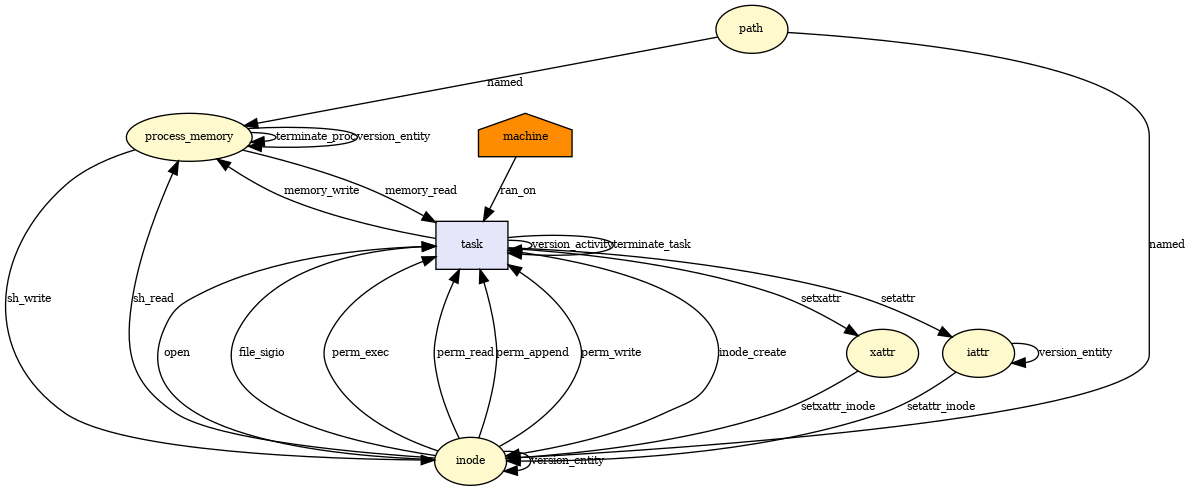 path
named
process_memory
terminate_proc
version_entity
machine
memory_write
memory_read
ran_on
task
version_activity
terminate_task
named
sh_write
sh_read
setxattr
setattr
open
file_sigio
perm_exec
perm_read
perm_append
perm_write
inode_create
xattr
iattr
version_entity
setxattr_inode
setattr_inode
inode
version_entity